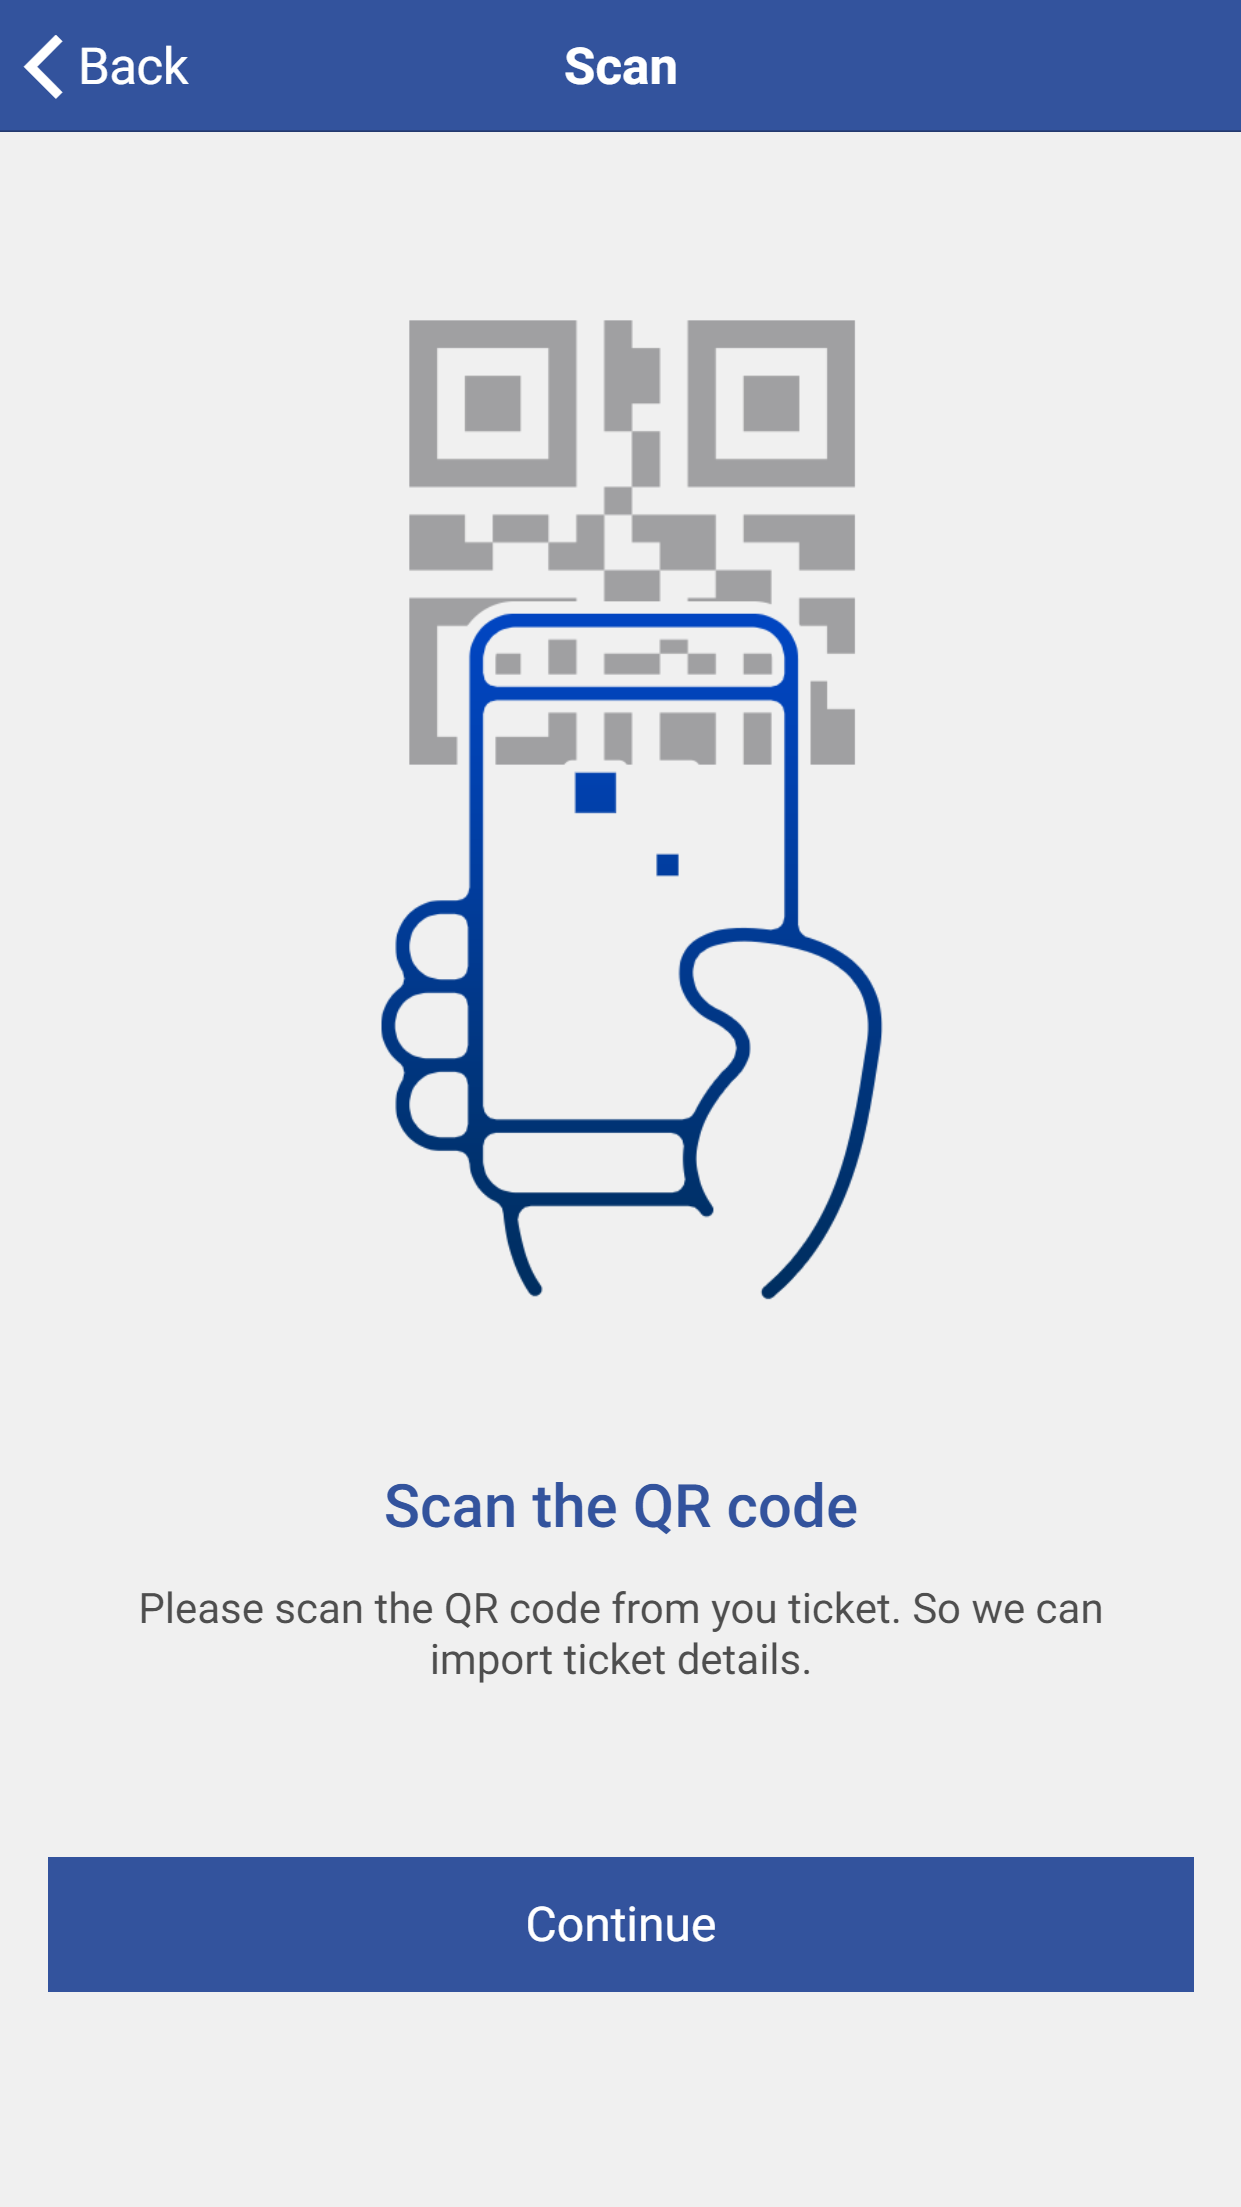 Back
Scan
Scan the QR code
Please scan the QR code from you ticket. So we can
import ticket details.
Continue